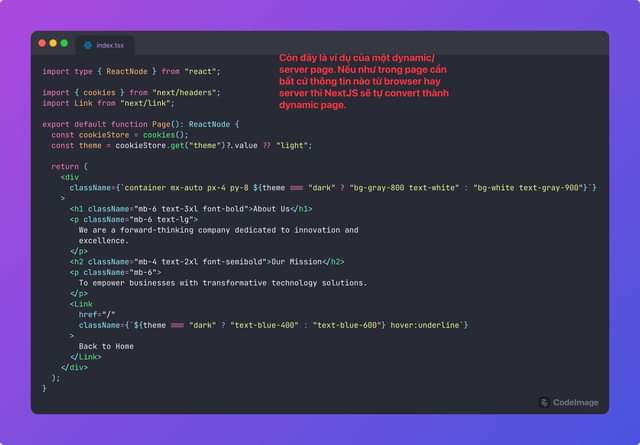 index.tsx
Còn đây là ví dụ của một dynamic/
server page. Nếu như trong page cần
bất cứ thông tin nào từ browser hay
server thì NextJS sẽ tự convert thành
dynamic page.
import type { ReactNode } from "react";
import { cookies } from "next/headers";
import Link from "next/link";
export default function Page(): ReactNode {
  const cookieStore = cookies();
  const theme = cookieStore.get("theme")?.value ?? "light";
  return (
    <div
      className={`container mx-auto px-4 py-8 ${theme === "dark" ? "bg-gray-800 text-white" : "bg-white text-gray-900"}`}
    >
      <h1 className="mb-6 text-3xl font-bold">About Us</h1>
      <p className="mb-6 text-lg">
        We are a forward-thinking company dedicated to innovation and
        excellence.
      </p>
      <h2 className="mb-4 text-2xl font-semibold">Our Mission</h2>
      <p className="mb-6">
        To empower businesses with transformative technology solutions.
      </p>
      <Link
        href="/"
        className={`${theme === "dark" ? "text-blue-400" : "text-blue-600"} hover:underline`}
      >
        Back to Home
      </Link>
    </div>
  );
}
CodeImage